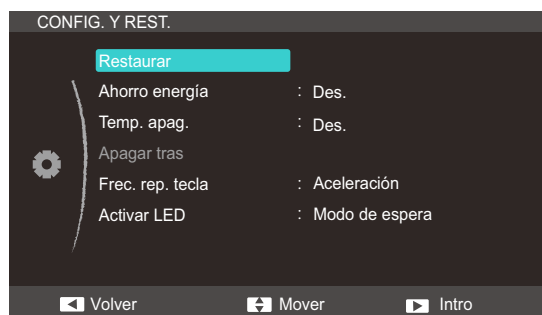 CONFIG. Y REST.
Restaurar
Ahorro energía : Des.
Temp. apag. : Des.
Apagar tras
Frec. rep. tecla : Aceleración
Activar LED : Modo de espera
Volver Mover Intro